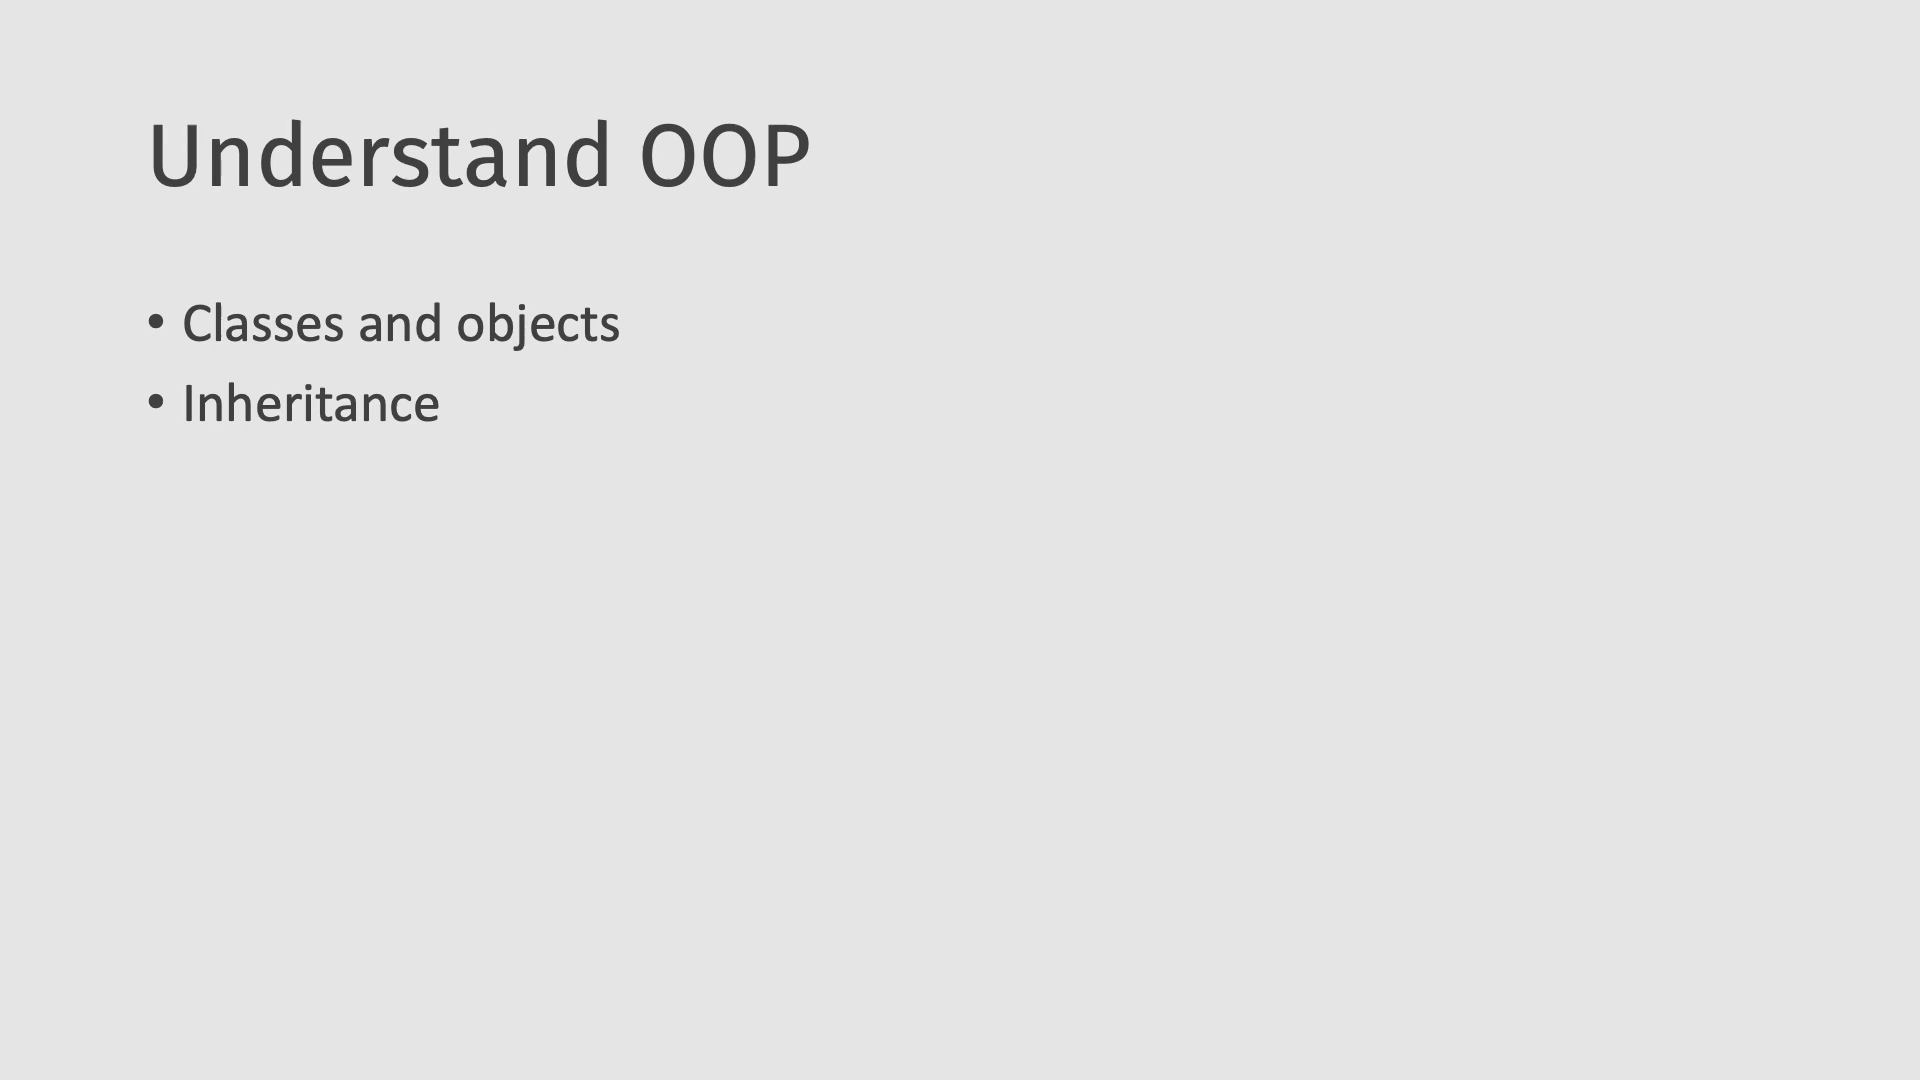 Understand OOP
• Classes and objects
• Inheritance